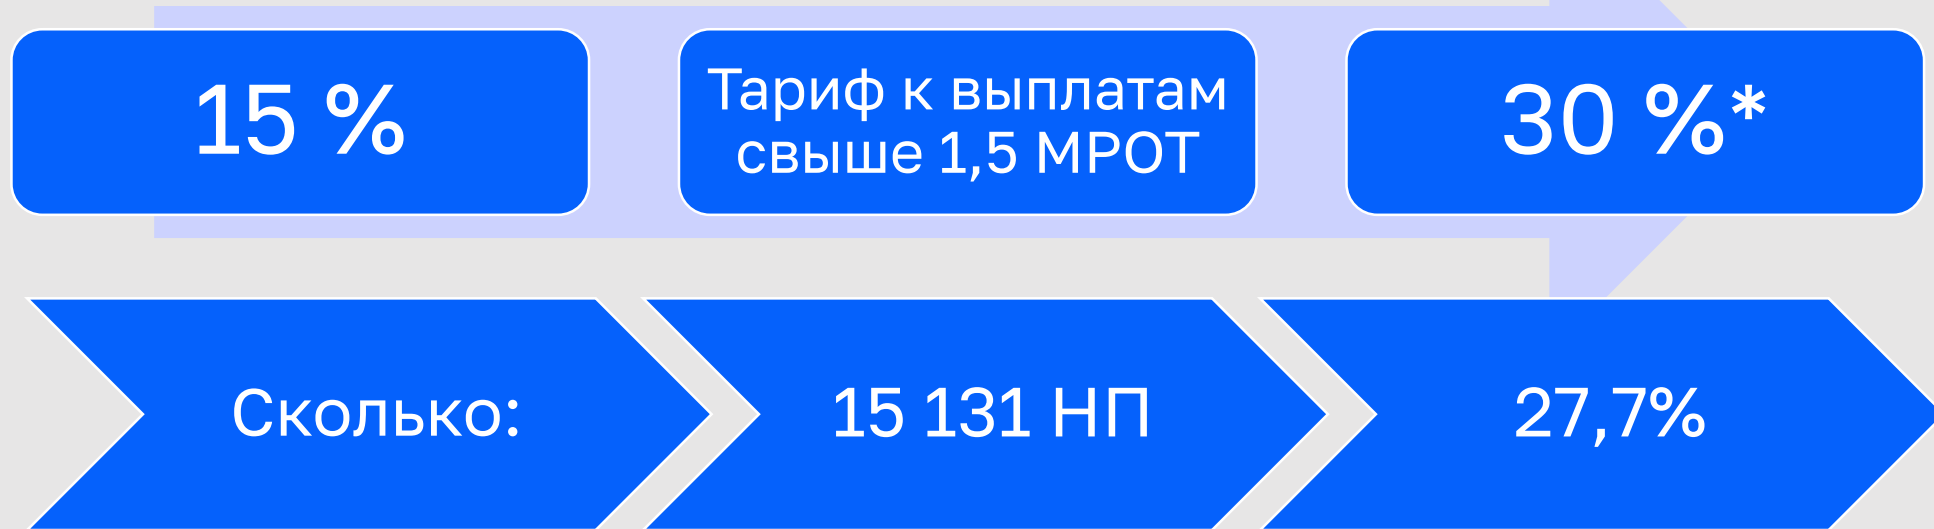 15 %
Тариф к выплатам
свыше 1,5 МРОТ
30 %*
Сколько:
15 131 НП
27,7%